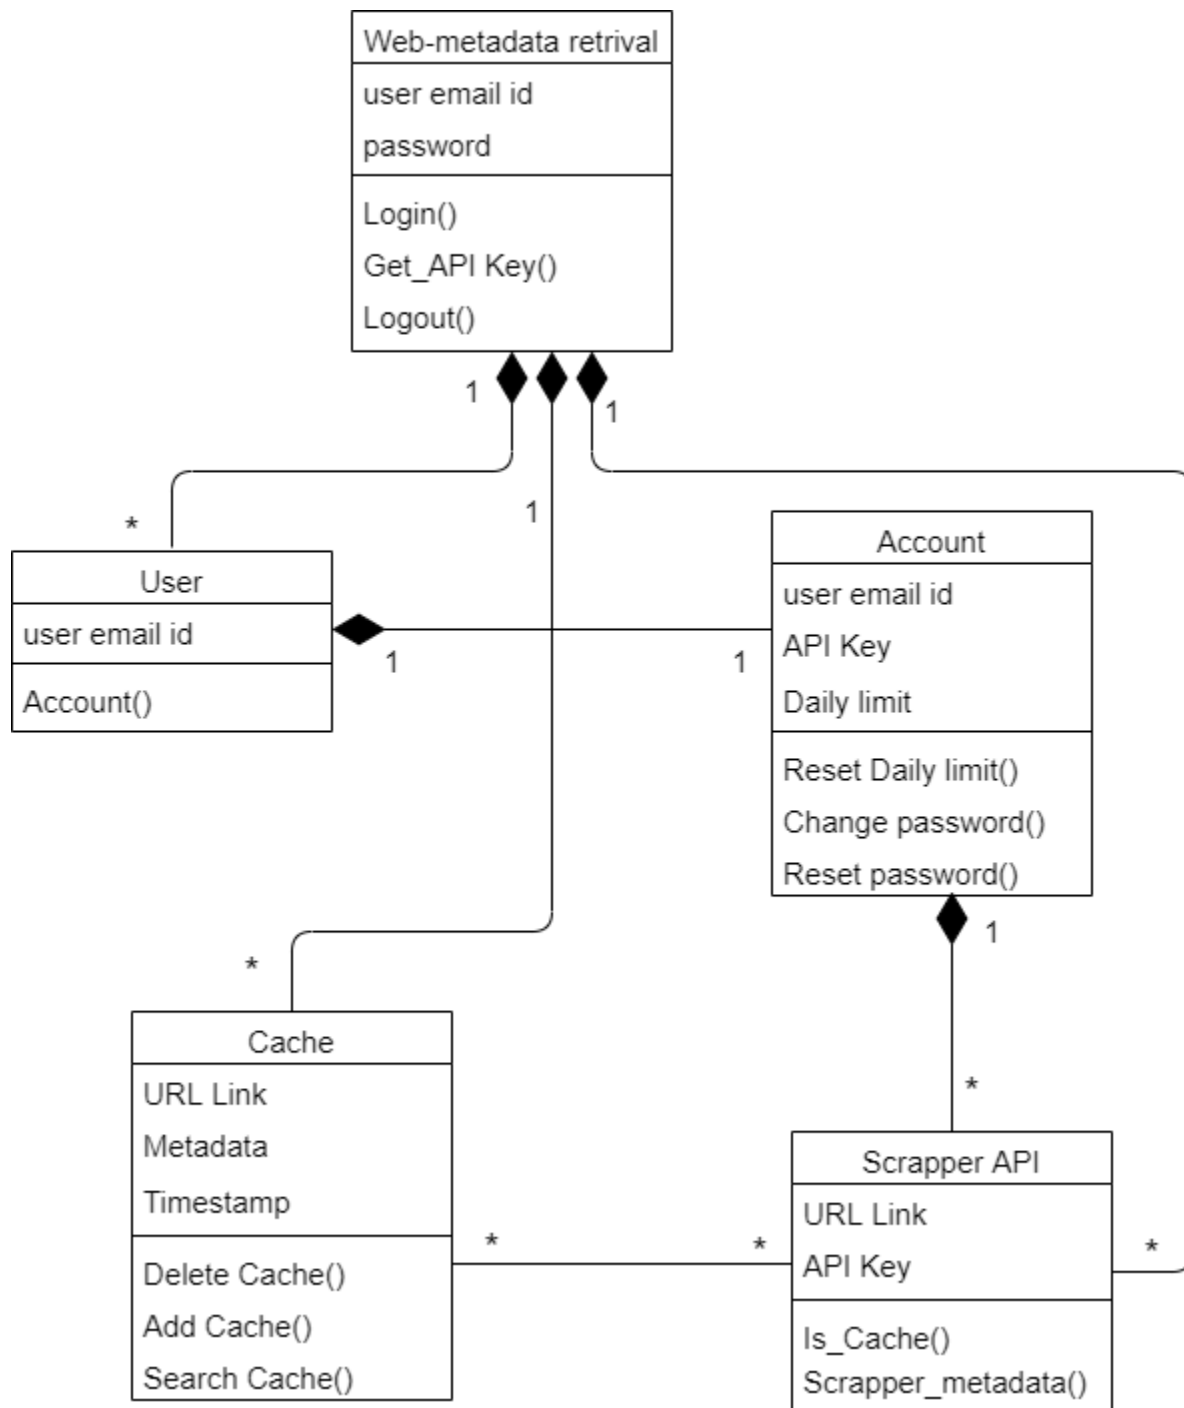 Web-metadata retrival
user email id
password
Login()
Get_API Key()
Logout()
1
1
1
*
User
user email id
Account()
1
1
Account
user email id
API Key
Daily limit
Reset Daily limit()
Change password()
Reset password()
1
*
*
Cache
URL Link
Metadata
Timestamp
Delete Cache()
Add Cache()
Search Cache()
*
*
Scrapper API
URL Link
API Key
Is_Cache()
Scrapper_metadata()
*